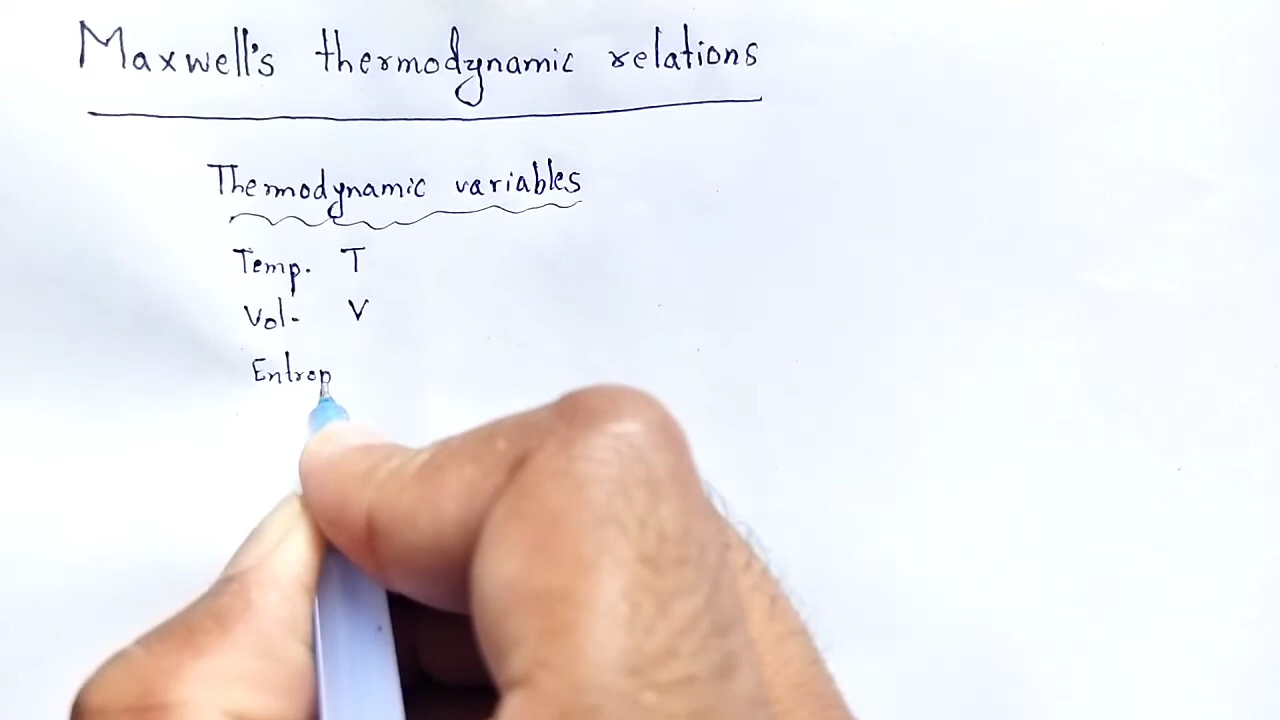 Maxwell's thermodynamic relations
Thermodynamic variables
Temp. T
Vol. V
Entrop